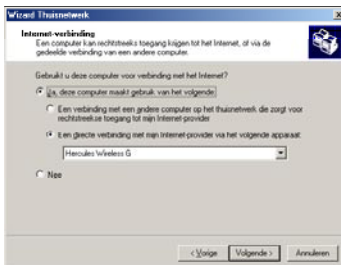 Wizard Thuisnetwerk
Internet-verbinding
Een computer kan rechtstreeks toegang krijgen tot het Internet, of via de
gedeelde verbinding van een andere computer.
Gebruikt u deze computer voor verbinding met het Internet?
Ja, deze computer maakt gebruik van het volgende
Een verbinding met een andere computer op het thuisnetwerk die zorgt voor
rechtstreekse toegang tot mijn Internet-provider
Een directe verbinding met mijn Internet-provider via het volgende apparaat:
Hercules Wireless G
Nee
< Vorige
Volgende >
Annuleren